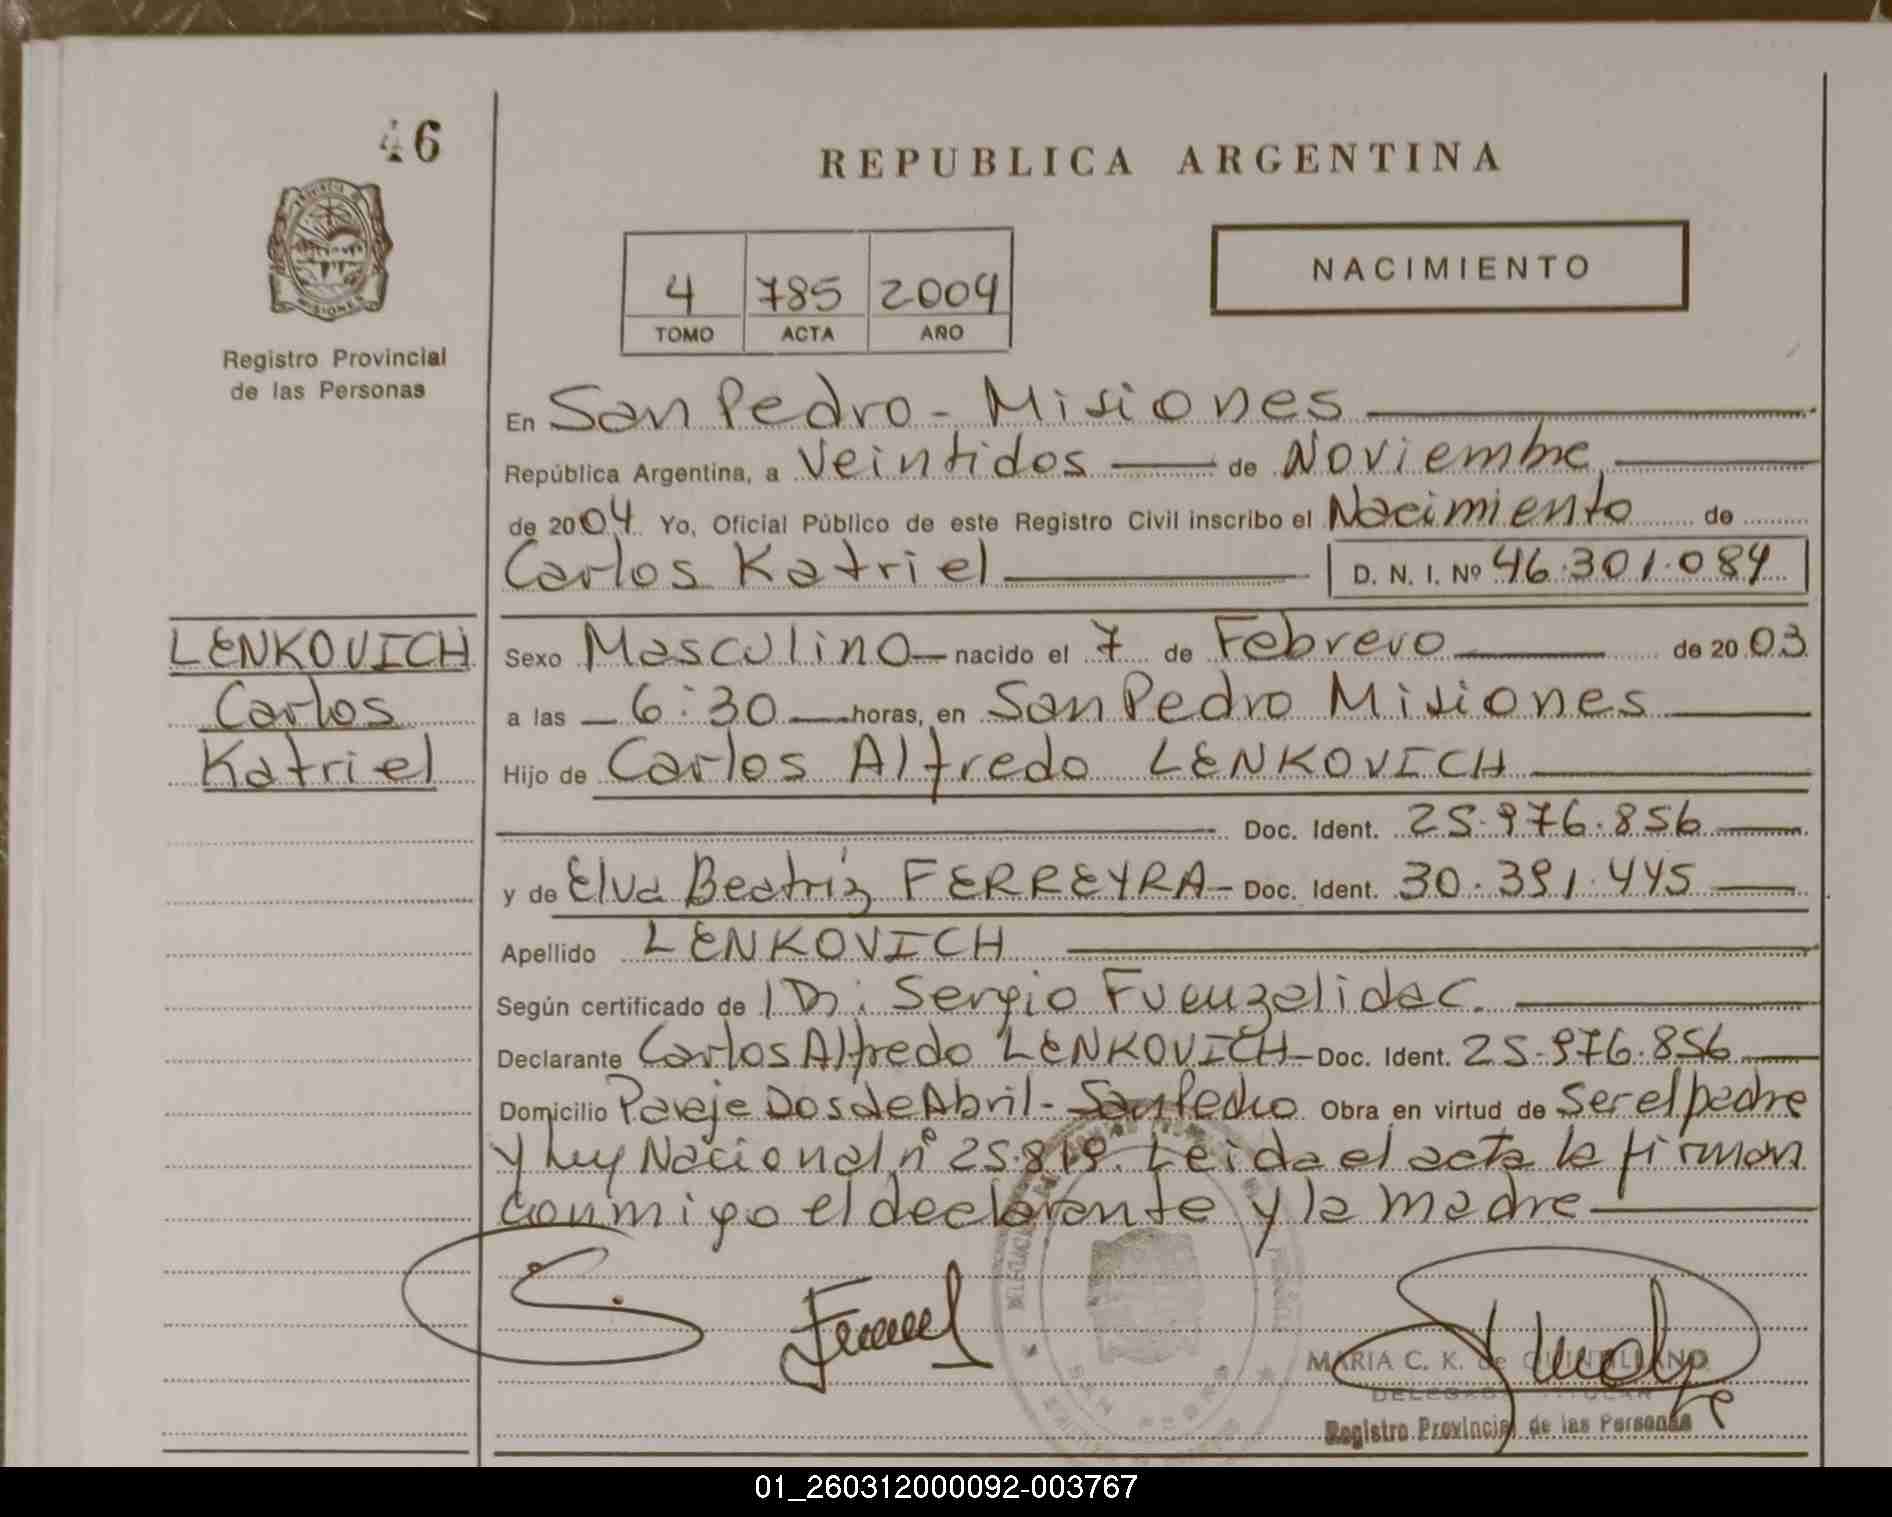 46
REPUBLICA ARGENTINA
PROVINCIA DE
MISIONES
Registro Provincial
de las Personas
4 785 2004
TOMO ACTA AÑO
NACIMIENTO
En San Pedro - Misiones
República Argentina, a Veintidos de Noviembre
de 2004 Yo, Oficial Público de este Registro Civil inscribo el Nacimiento de
Carlos Katriel D. N. I. Nº 46.301.084
LENKOVICH
Carlos
Katriel
Sexo Masculino nacido el 7 de Febrero de 2003
a las 6:30 horas, en San Pedro Misiones
Hijo de Carlos Alfredo LENKOVICH
Doc. Ident. 25.976.856
y de Elva Beatriz FERREYRA Doc. Ident. 30.391.445
Apellido LENKOVICH
Según certificado de Dr. Sergio Fuenzalida C.
Declarante Carlos Alfredo LENKOVICH Doc. Ident. 25.976.856
Domicilio Paraje Dos de Abril - San Pedro Obra en virtud de Ser el padre
y Ley Nacional nº 25.819. Leida el acta la firman
conmigo el declarante y la madre
MARIA C. K. de QUINTILIANO
Registro Provincial de las Personas
01_260312000092-003767